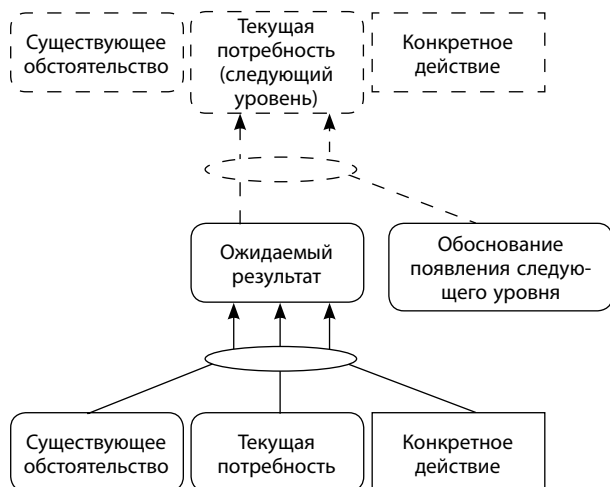 Существующее
обстоятельство
Текущая
потребность
(следующий
уровень)
Конкретное
действие
Ожидаемый
результат
Обоснование
появления следую-
щего уровня
Существующее
обстоятельство
Текущая
потребность
Конкретное
действие